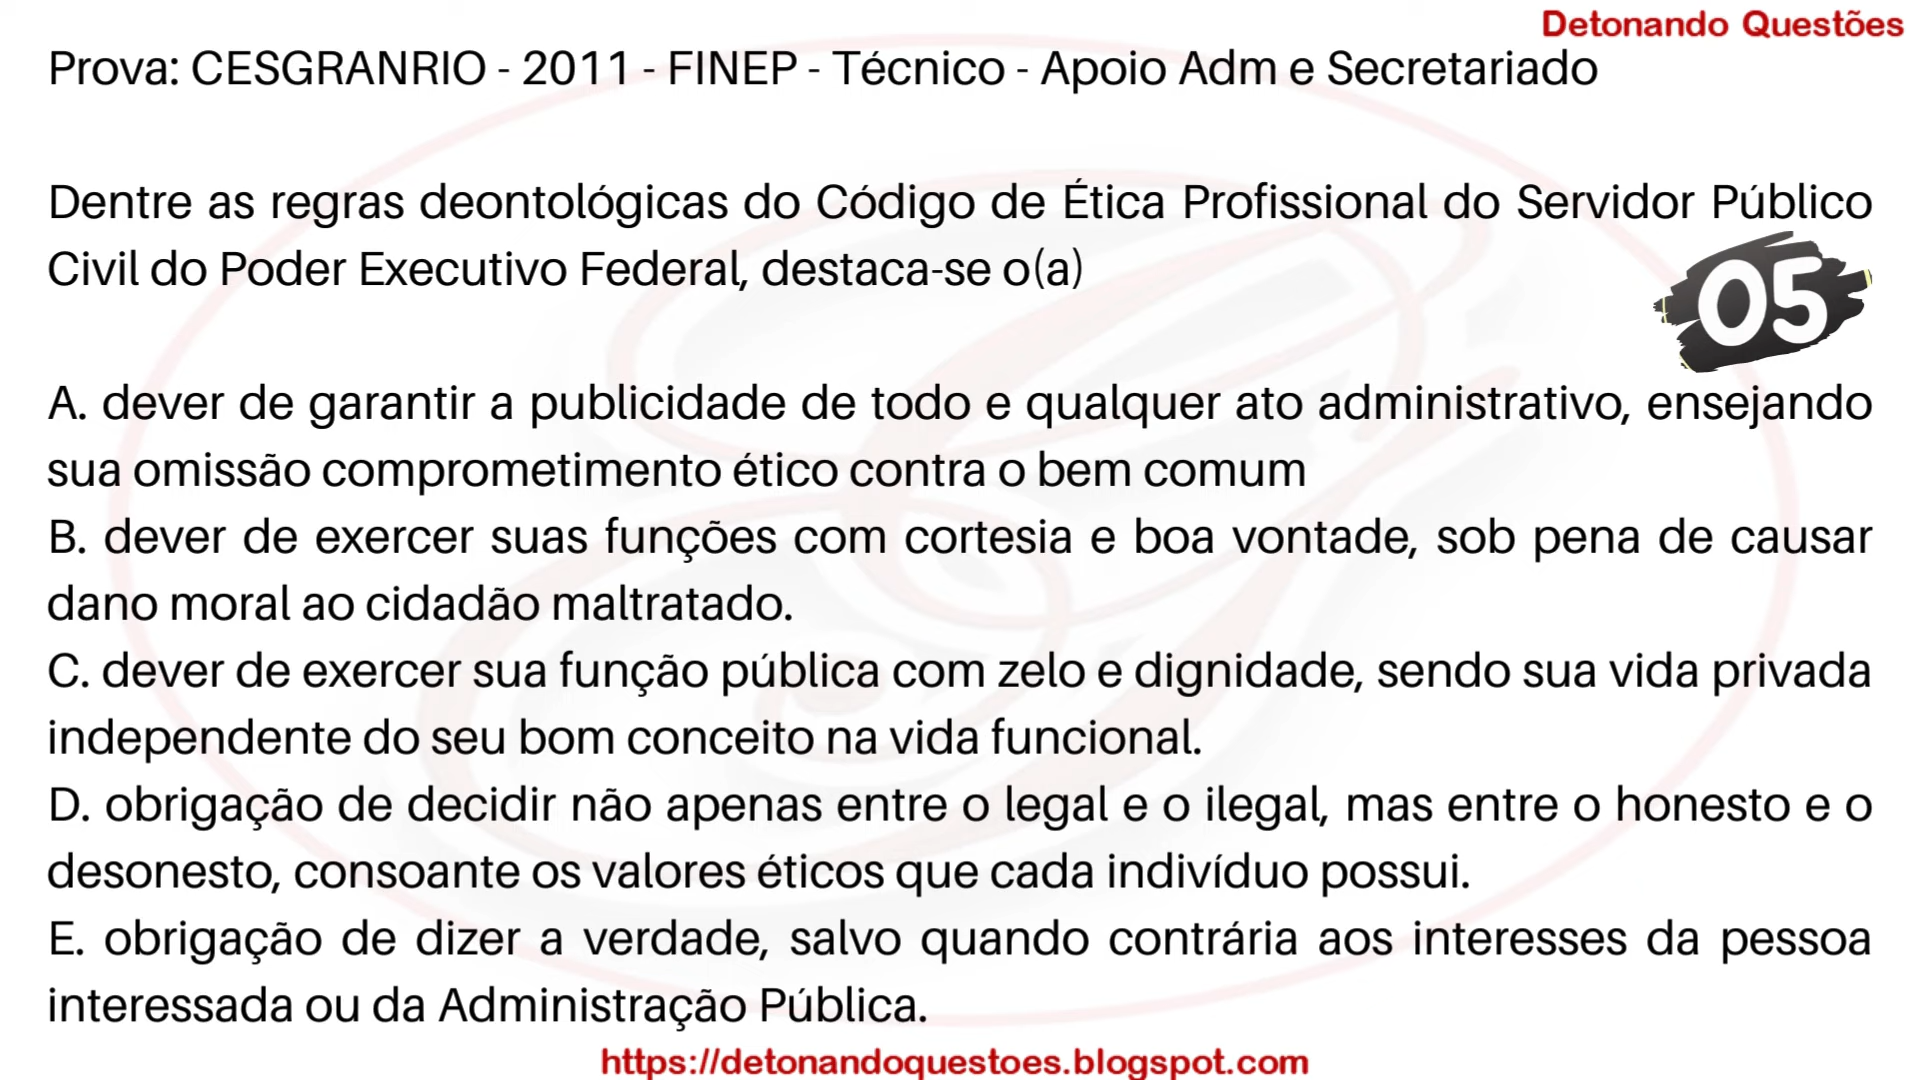 Detonando Questões
Prova: CESGRANRIO - 2011 - FINEP - Técnico - Apoio Adm e Secretariado
Dentre as regras deontológicas do Código de Ética Profissional do Servidor Público
Civil do Poder Executivo Federal, destaca-se o(a)
05
A. dever de garantir a publicidade de todo e qualquer ato administrativo, ensejando
sua omissão comprometimento ético contra o bem comum
B. dever de exercer suas funções com cortesia e boa vontade, sob pena de causar
dano moral ao cidadão maltratado.
C. dever de exercer sua função pública com zelo e dignidade, sendo sua vida privada
independente do seu bom conceito na vida funcional.
D. obrigação de decidir não apenas entre o legal e o ilegal, mas entre o honesto e o
desonesto, consoante os valores éticos que cada indivíduo possui.
E. obrigação de dizer a verdade, salvo quando contrária aos interesses da pessoa
interessada ou da Administração Pública.
https://detonandoquestoes.blogspot.com